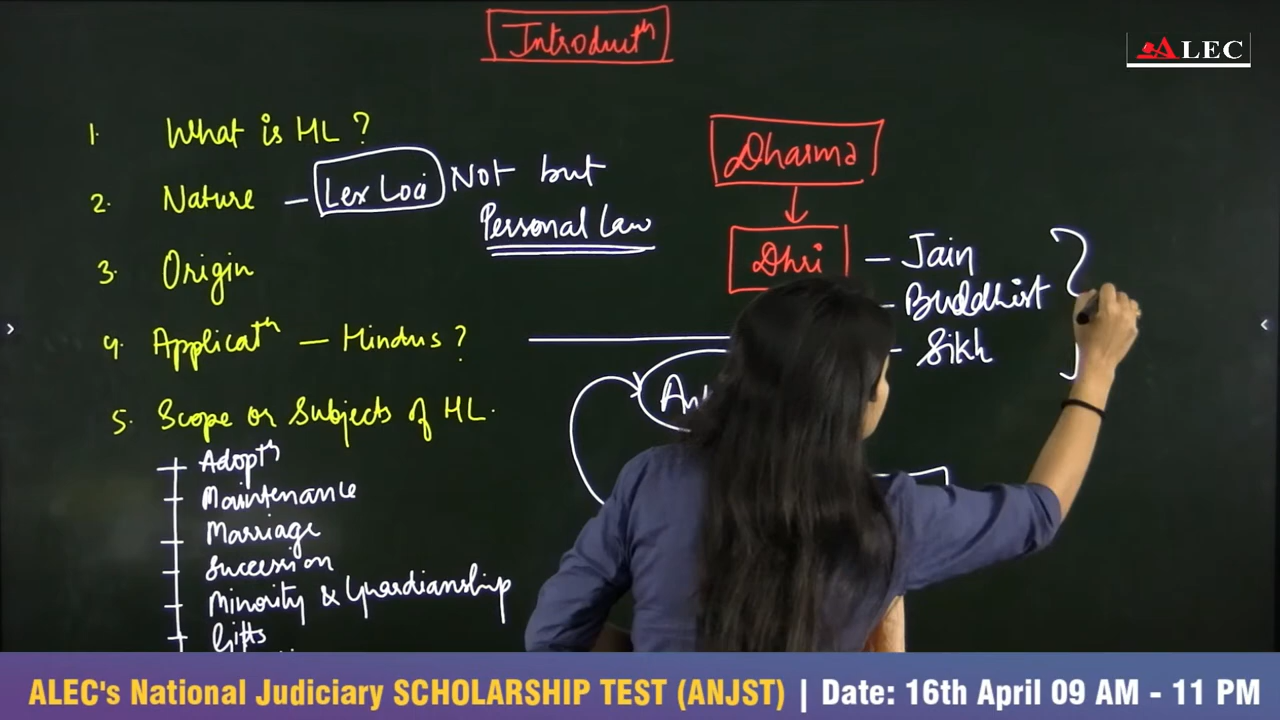 Introductⁿ
ALEC
1. What is HL ?
2. Nature – Lex Loci Not but
Personal Law
3. Origin
4. Applicatⁿ – Hindus ?
5. Scope or Subjects of HL.
Adoptⁿ
Maintenance
Marriage
Succession
Minority & Guardianship
Gifts
Dharma
Dhri – Jain
– Buddhist
– Sikh
ALEC's National Judiciary SCHOLARSHIP TEST (ANJST) | Date: 16th April 09 AM - 11 PM